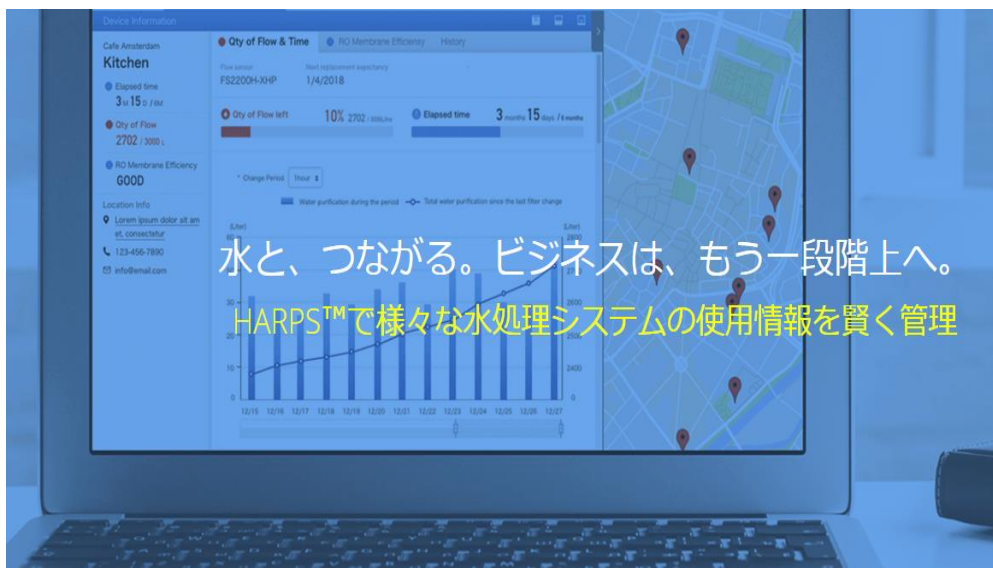 Device Information
Cafe Amsterdam
Kitchen
Elapsed time
3 M 15 D / 6M
Qty of Flow
2702 / 3000 L
RO Membrane Efficiency
GOOD
Location Info
Lorem ipsum dolor sit am
et, consectetur
123-456-7890
info@email.com
Qty of Flow & Time
RO Membrane Efficiency
History
Flow sensor
FS2200H-XHP
Next replacement expectancy
1/4/2018
Qty of Flow left
10% 2702
Elapsed time
3 months 15 days / 6 months
* Change Period
1hour
Water purification during the period
Total water purification since the last filter change
(Liter)
(Liter)
水と、つながる。ビジネスは、もう一段階上へ。
HARPS™で様々な水処理システムの使用情報を賢く管理
30
20
10
0
2800
2600
2400
0
12/15 12/16 12/17 12/18 12/19 12/20 12/21 12/22 12/23 12/24 12/25 12/26 12/27